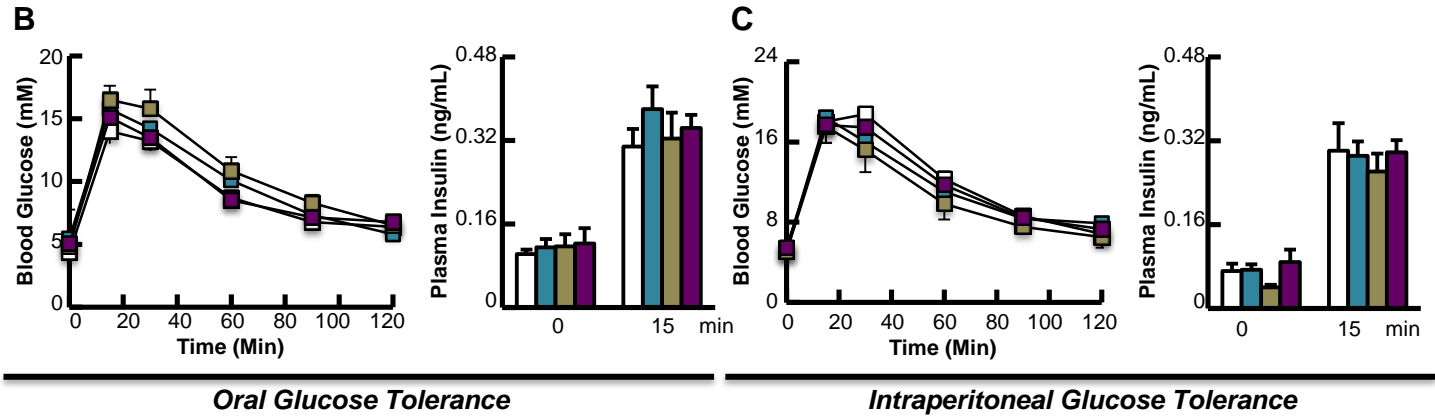 B
Blood Glucose (mM)
20
15
10
5
0
0 20 40 60 80 100 120
Time (Min)
Plasma Insulin (ng/mL)
0.48
0.32
0.16
0
0 15 min
Oral Glucose Tolerance
C
Blood Glucose (mM)
24
16
8
0
0 20 40 60 80 100 120
Time (Min)
Plasma Insulin (ng/mL)
0.48
0.32
0.16
0
0 15 min
Intraperitoneal Glucose Tolerance